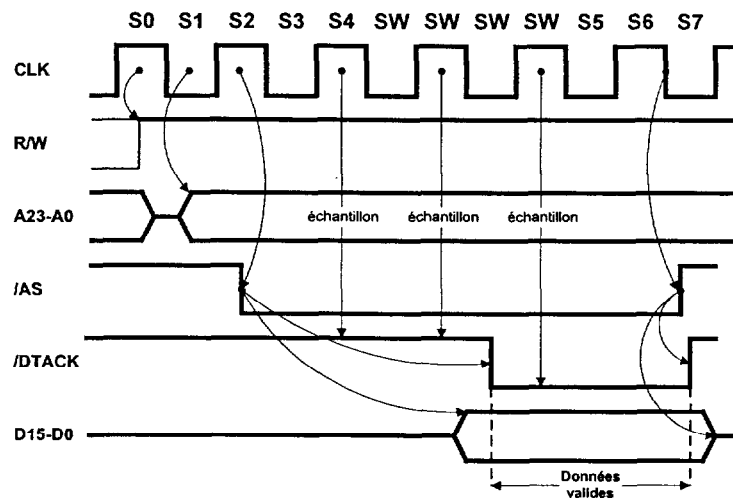 S0 S1 S2 S3 S4 SW SW SW SW S5 S6 S7
CLK
R/W
A23-A0
échantillon échantillon échantillon
/AS
/DTACK
D15-D0
Données
valides